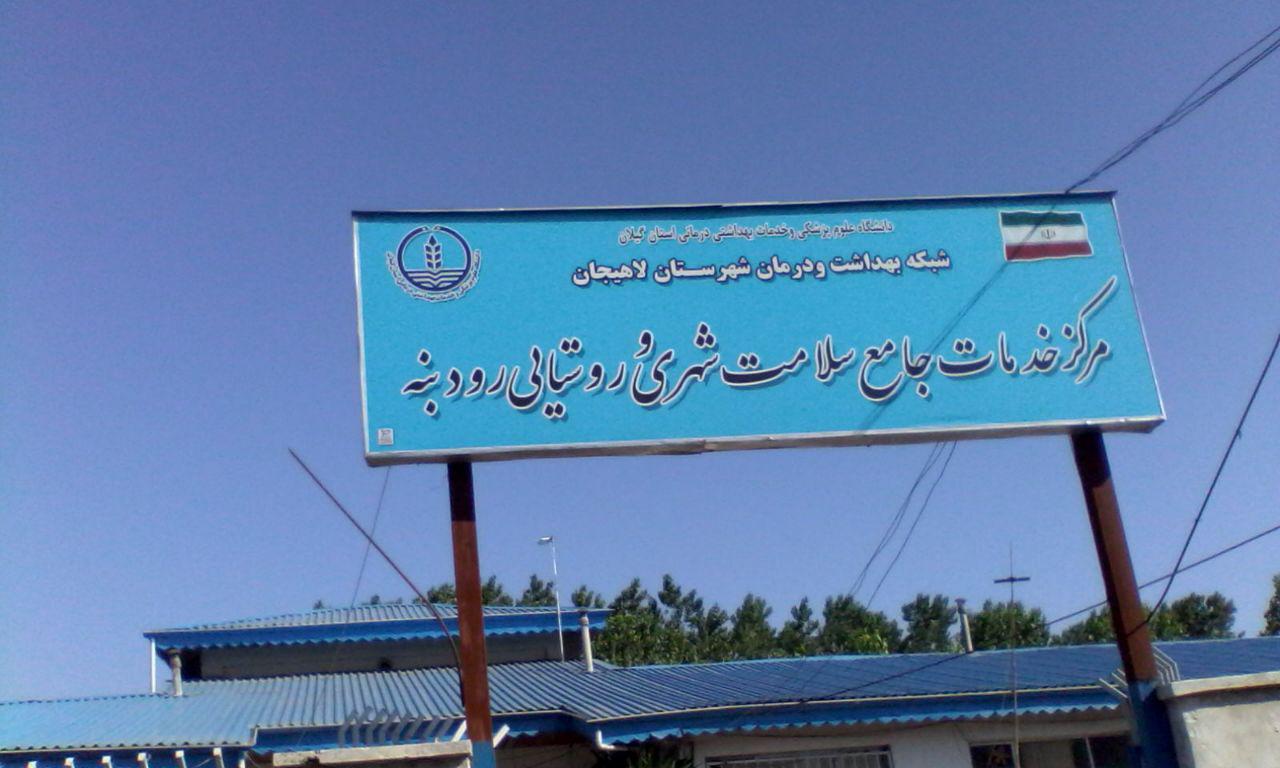 دانشگاه علوم پزشکی وخدمات بهداشتی درمانی استان گیلان
شبکه بهداشت ودرمان شهرستان لاهیجان
مرکز خدمات جامع سلامت شهری و روستایی رودبنه